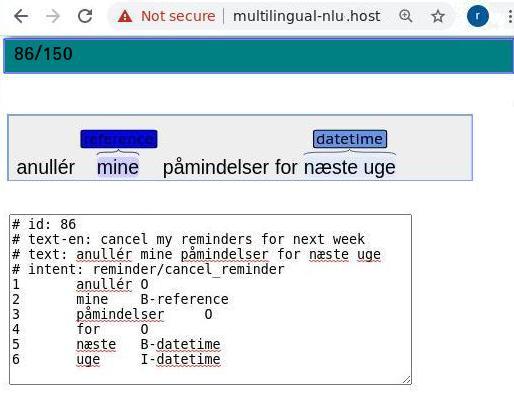 Not secure | multilingual-nlu.host
r
86/150
reference datetime
anullér mine påmindelser for næste uge
# id: 86
# text-en: cancel my reminders for next week
# text: anullér mine påmindelser for næste uge
# intent: reminder/cancel_reminder
1 anullér O
2 mine B-reference
3 påmindelser O
4 for O
5 næste B-datetime
6 uge I-datetime